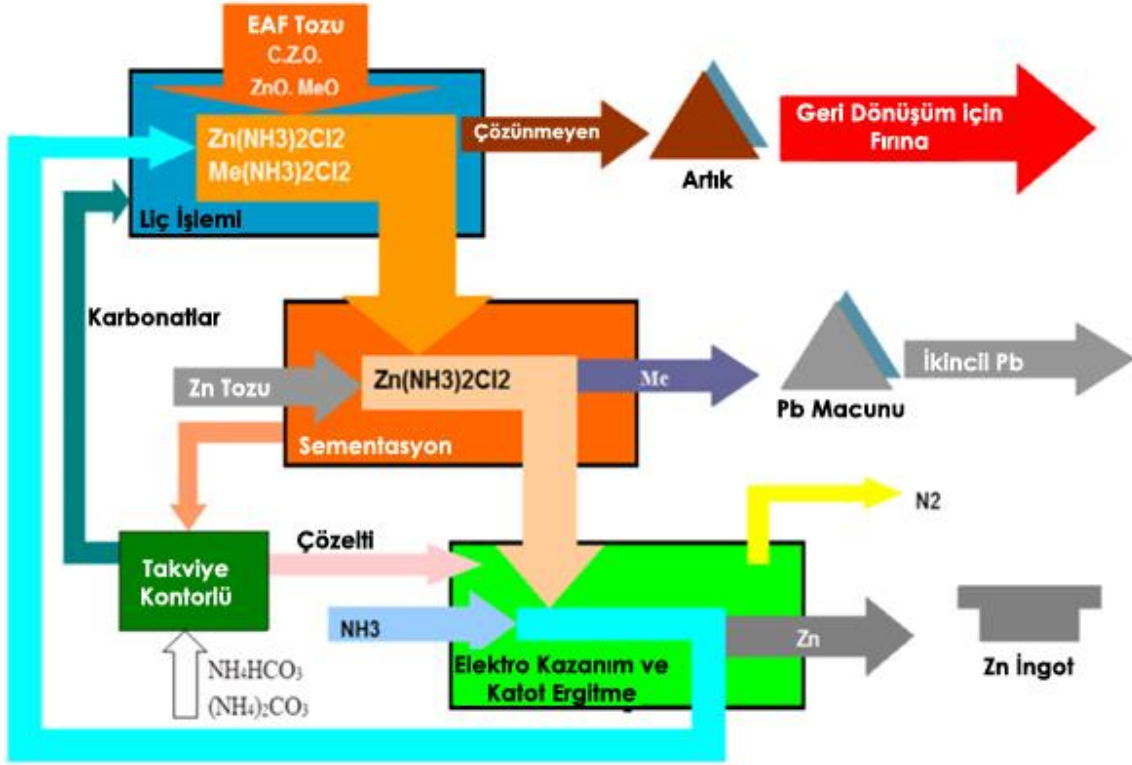 EAF Tozu
C.Z.O.
ZnO. MeO
Zn(NH3)2Cl2
Me(NH3)2Cl2
Liç İşlemi
Çözünmeyen
Artık
Geri Dönüşüm için
Fırına
Karbonatlar
Zn Tozu
Zn(NH3)2Cl2
Sementasyon
Me
Pb Macunu
İkincil Pb
N2
Takviye
Kontorlü
Çözelti
NH3
Elektro Kazanım ve
Katot Ergitme
Zn
Zn İngot
NH4HCO3
(NH4)2CO3